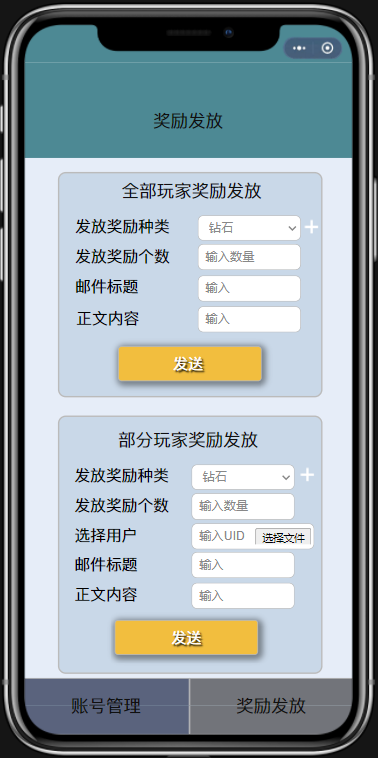 奖励发放
全部玩家奖励发放
发放奖励种类 钻石
发放奖励个数 输入数量
邮件标题 输入
正文内容 输入
发送
部分玩家奖励发放
发放奖励种类 钻石
发放奖励个数 输入数量
选择用户 输入UID 选择文件
邮件标题 输入
正文内容 输入
发送
账号管理 奖励发放